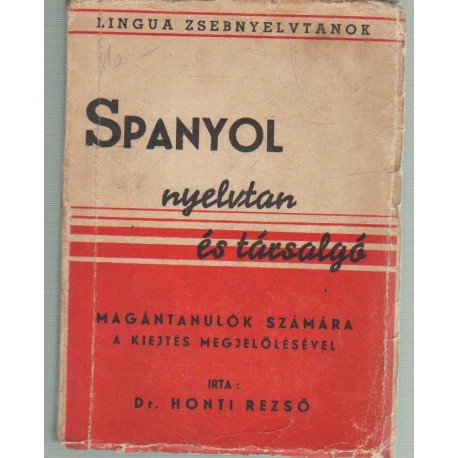 LINGUA ZSEBNYELVTANOK
SPANYOL
nyelvtan
és társalgó
MAGÁNTANULÓK SZÁMÁRA
A KIEJTÉS MEGJELÖLÉSÉVEL
IRTA :
Dr. HONTI REZSŐ